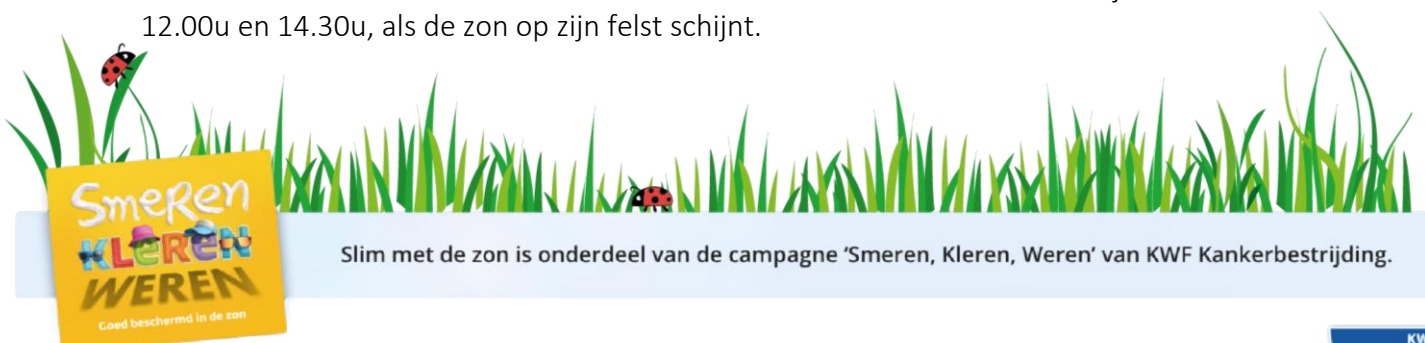 12.00u en 14.30u, als de zon op zijn felst schijnt.
SmeRen
KLEREN
WEREN
Goed beschermd in de zon
Slim met de zon is onderdeel van de campagne ‘Smeren, Kleren, Weren’ van KWF Kankerbestrijding.